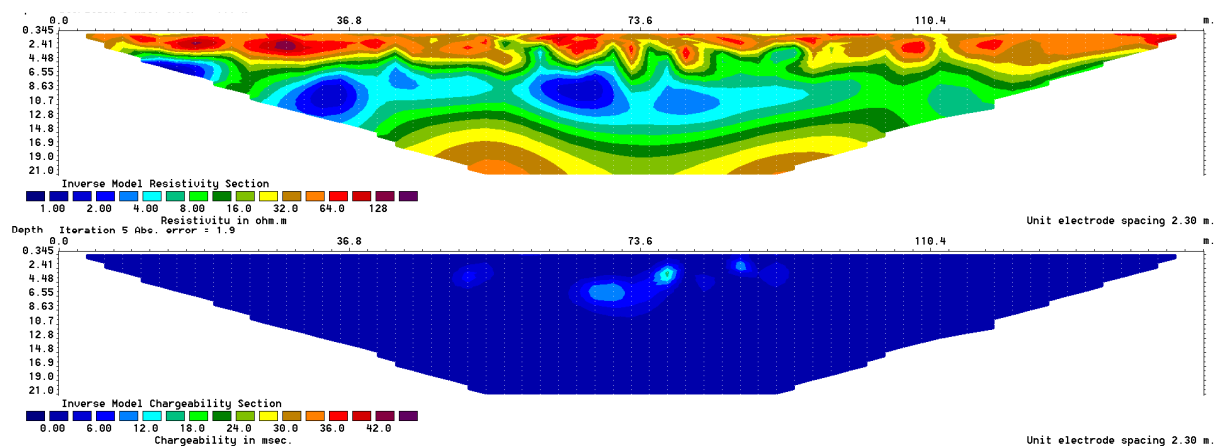 0.0 36.8 73.6 110.4 m.
0.345
2.41
4.48
6.55
8.63
10.7
12.8
14.8
16.9
19.0
21.0
Inverse Model Resistivity Section
1.00 2.00 4.00 8.00 16.0 32.0 64.0 128
Resistivity in ohm.m
Unit electrode spacing 2.30 m.
Depth Iteration 5 Abs. error = 1.9
0.0 36.8 73.6 110.4 m.
0.345
2.41
4.48
6.55
8.63
10.7
12.8
14.8
16.9
19.0
21.0
Inverse Model Chargeability Section
0.00 6.00 12.0 18.0 24.0 30.0 36.0 42.0
Chargeability in msec.
Unit electrode spacing 2.30 m.